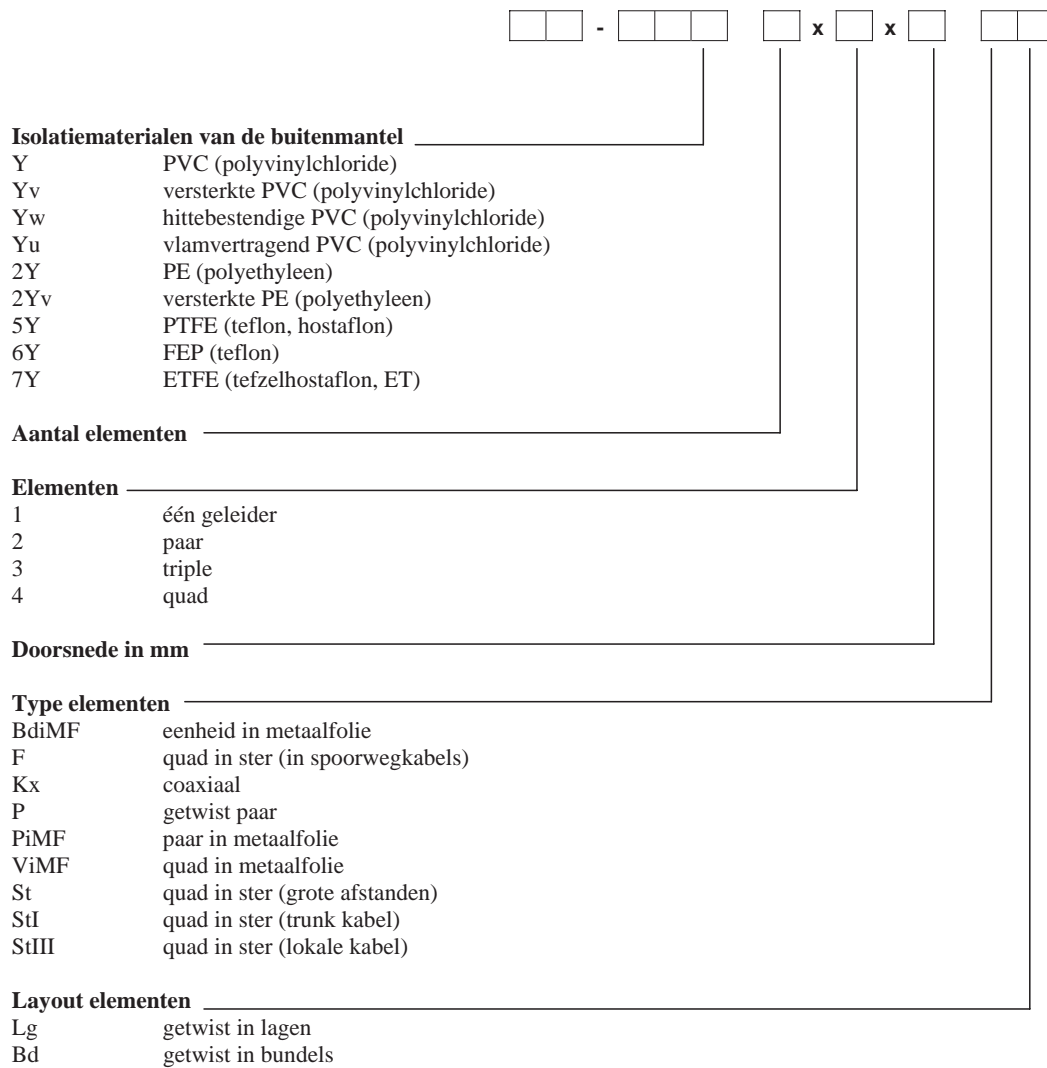 - x x
Isolatiematerialen van de buitenmantel
Y PVC (polyvinylchloride)
Yv versterkte PVC (polyvinylchloride)
Yw hittebestendige PVC (polyvinylchloride)
Yu vlamvertragend PVC (polyvinylchloride)
2Y PE (polyethyleen)
2Yv versterkte PE (polyethyleen)
5Y PTFE (teflon, hostaflon)
6Y FEP (teflon)
7Y ETFE (tefzelhostaflon, ET)
Aantal elementen
Elementen
1 één geleider
2 paar
3 triple
4 quad
Doorsnede in mm
Type elementen
BdiMF eenheid in metaalfolie
F quad in ster (in spoorwegkabels)
Kx coaxiaal
P getwist paar
PiMF paar in metaalfolie
ViMF quad in metaalfolie
St quad in ster (grote afstanden)
StI quad in ster (trunk kabel)
StIII quad in ster (lokale kabel)
Layout elementen
Lg getwist in lagen
Bd getwist in bundels